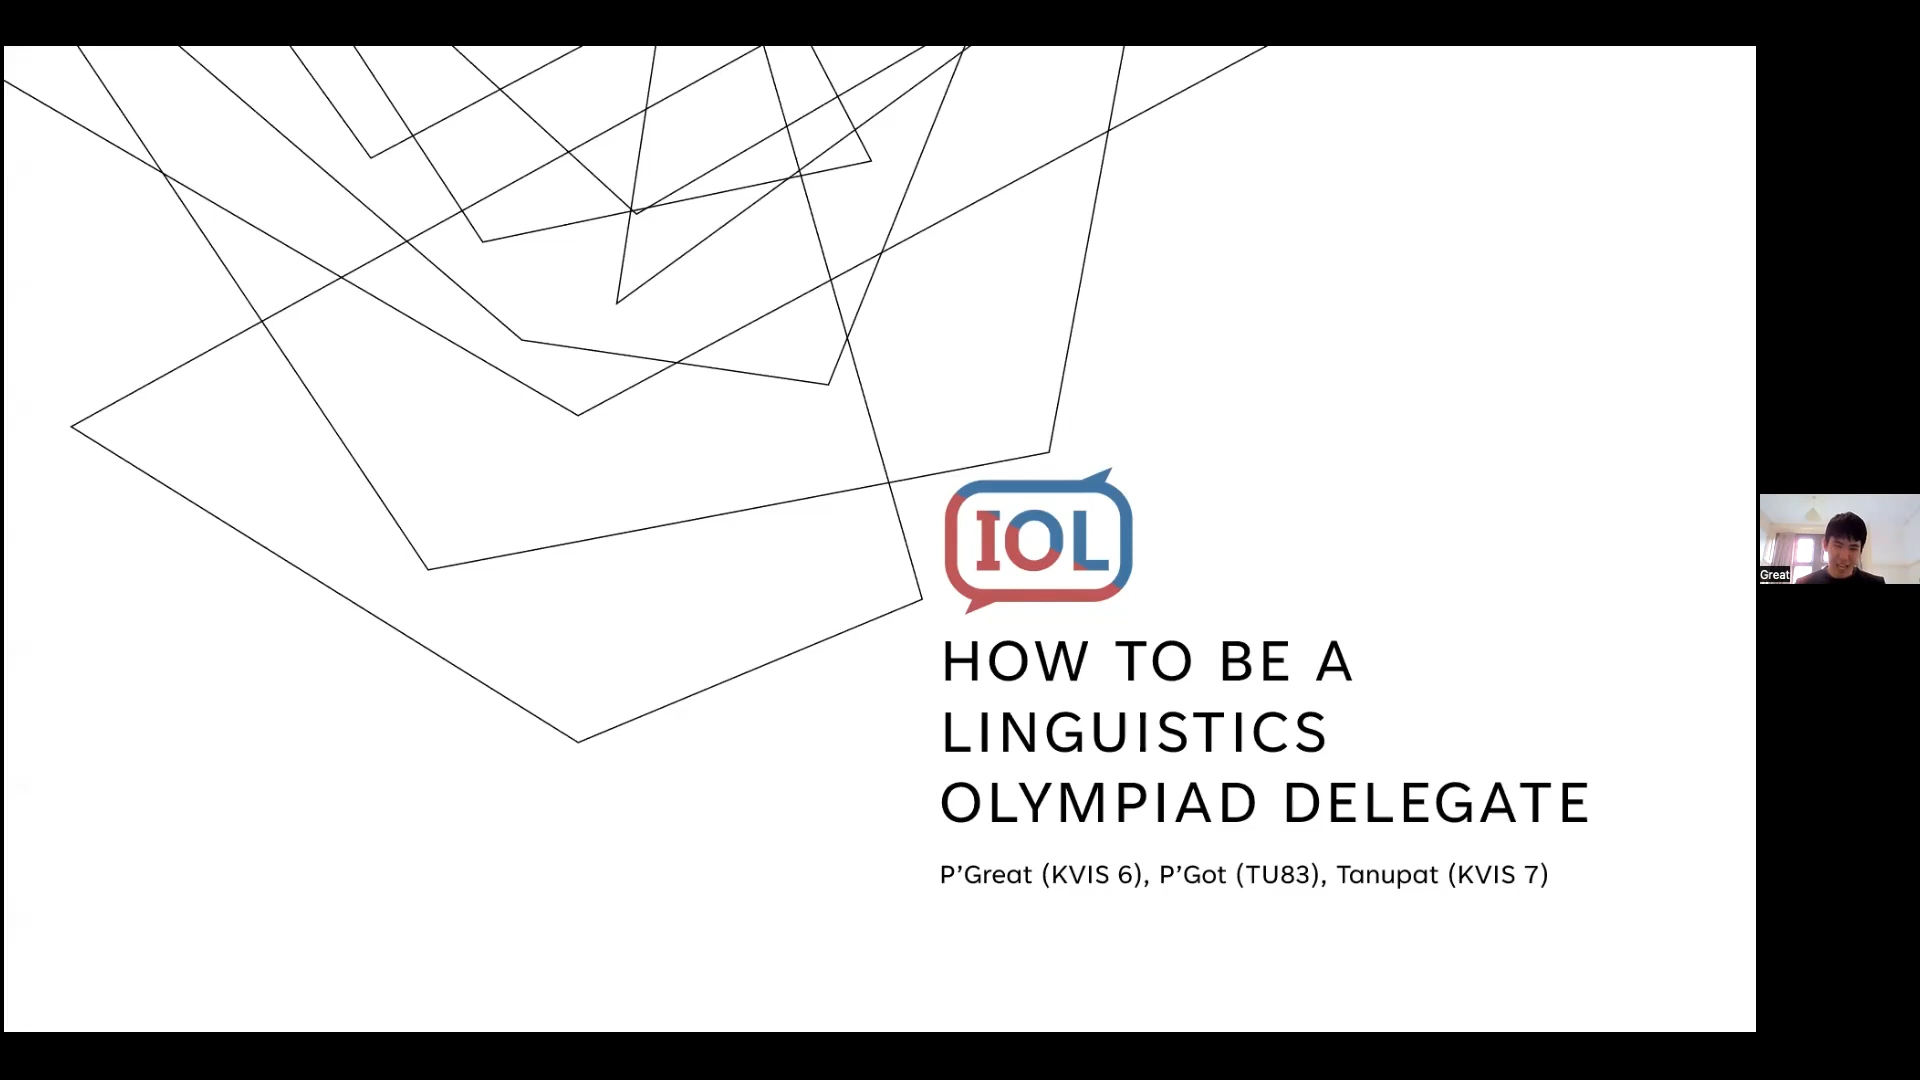 IOL
HOW TO BE A
LINGUISTICS
OLYMPIAD DELEGATE
P’Great (KVIS 6), P’Got (TU83), Tanupat (KVIS 7)
Great